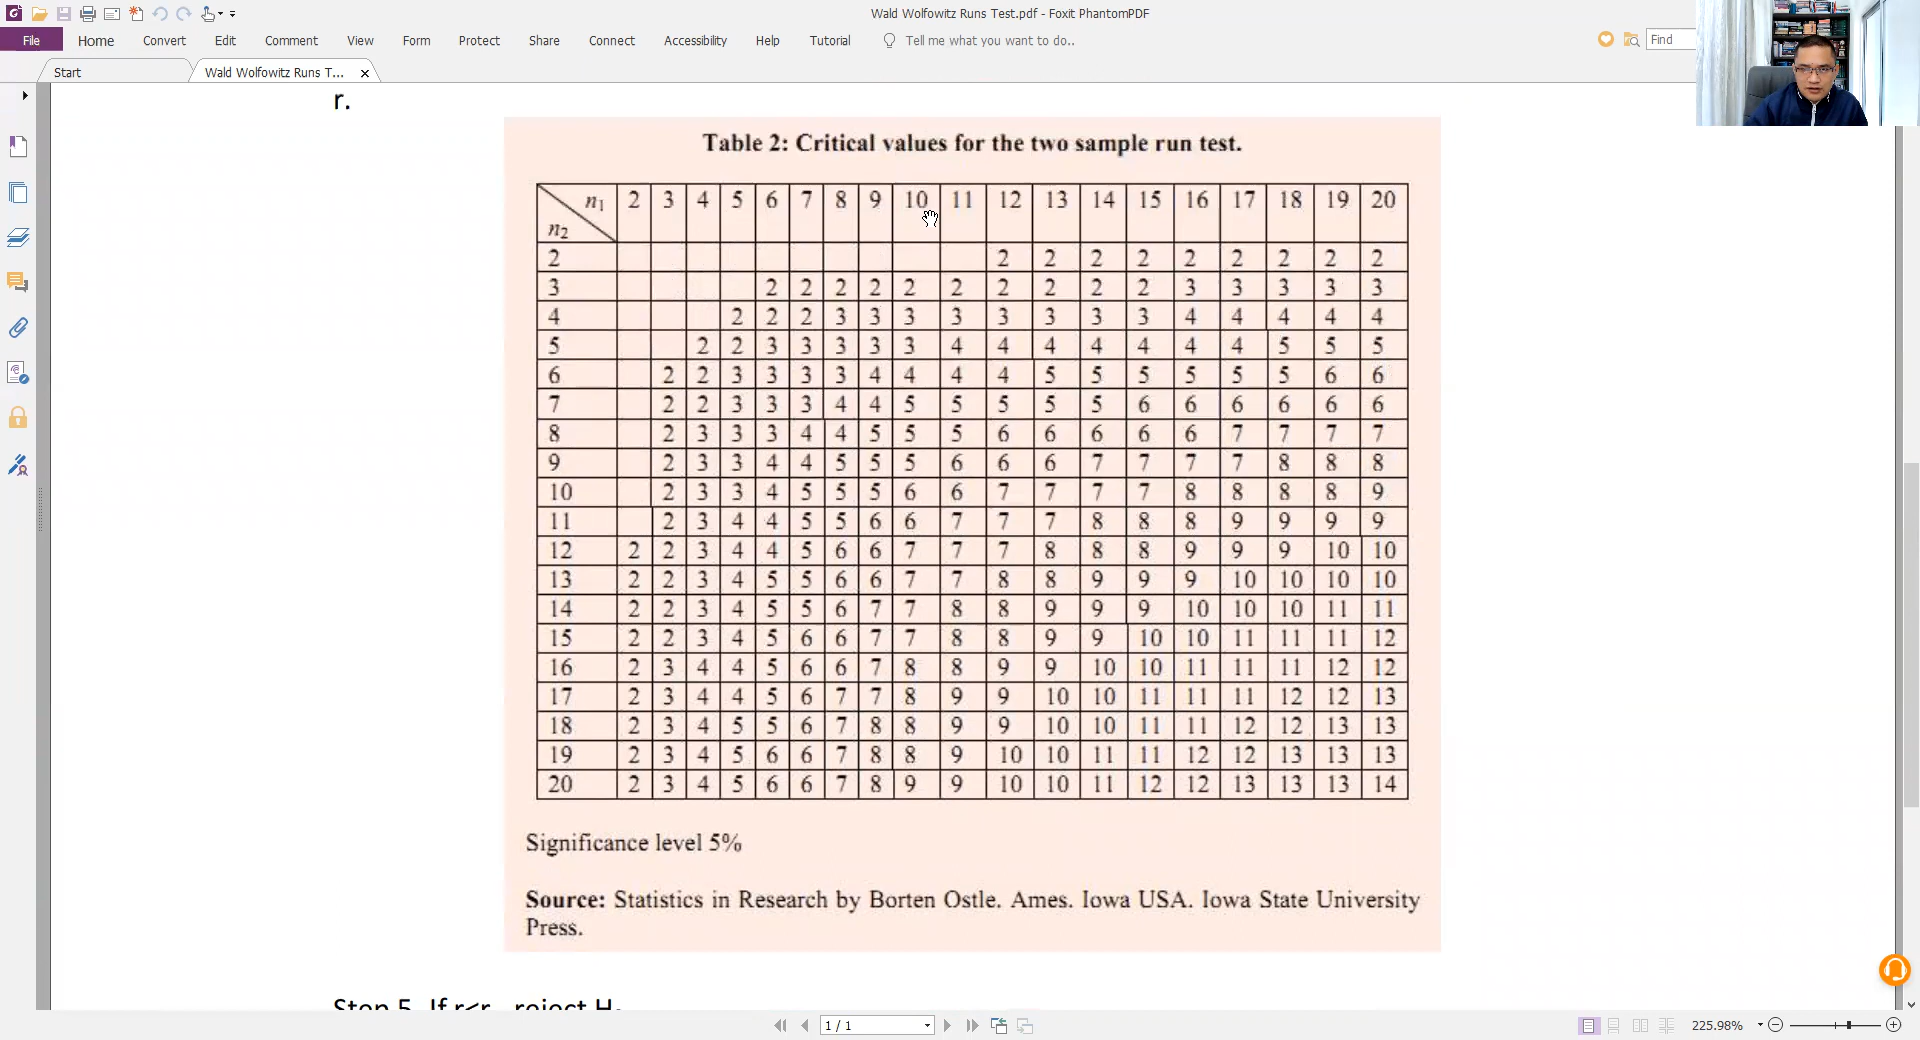 Wald Wolfowitz Runs Test.pdf - Foxit PhantomPDF
File Home Convert Edit Comment View Form Protect Share Connect Accessibility Help Tutorial Tell me what you want to do.. Find
Start Wald Wolfowitz Runs T...
r.
Table 2: Critical values for the two sample run test.
n1 2 3 4 5 6 7 8 9 10 11 12 13 14 15 16 17 18 19 20
n2
2 2 2 2 2 2 2 2 2 2
3 2 2 2 2 2 2 2 2 2 2 3 3 3 3 3
4 2 2 2 3 3 3 3 3 3 3 3 4 4 4 4 4
5 2 2 3 3 3 3 3 4 4 4 4 4 4 4 5 5 5
6 2 2 3 3 3 3 4 4 4 4 5 5 5 5 5 5 6 6
7 2 2 3 3 3 4 4 5 5 5 5 5 6 6 6 6 6 6
8 2 3 3 3 4 4 5 5 5 6 6 6 6 6 7 7 7 7
9 2 3 3 4 4 5 5 5 6 6 6 7 7 7 7 8 8 8
10 2 3 3 4 5 5 5 6 6 7 7 7 7 8 8 8 8 9
11 2 3 4 4 5 5 6 6 7 7 7 8 8 8 9 9 9 9
12 2 2 3 4 4 5 6 6 7 7 7 8 8 8 9 9 9 10 10
13 2 2 3 4 5 5 6 6 7 7 8 8 9 9 9 10 10 10 10
14 2 2 3 4 5 5 6 7 7 8 8 9 9 9 10 10 10 11 11
15 2 2 3 4 5 6 6 7 7 8 8 9 9 10 10 11 11 11 12
16 2 3 4 4 5 6 6 7 8 8 9 9 10 10 11 11 11 12 12
17 2 3 4 4 5 6 7 7 8 9 9 10 10 11 11 11 12 12 13
18 2 3 4 5 5 6 7 8 8 9 9 10 10 11 11 12 12 13 13
19 2 3 4 5 6 6 7 8 8 9 10 10 11 11 12 12 13 13 13
20 2 3 4 5 6 6 7 8 9 9 10 10 11 12 12 13 13 13 14
Significance level 5%
Source: Statistics in Research by Borten Ostle. Ames. Iowa USA. Iowa State University
Press.
Step 5. If r≤r reject H
1 / 1 225.98%